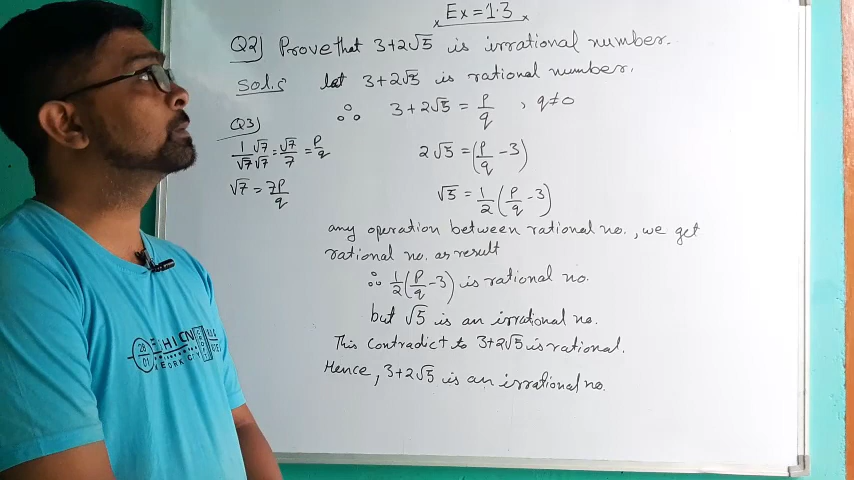 Ex = 1.3
Q2) Prove that 3+2√5 is irrational number.
Sol.: let 3+2√5 is rational number.
∴ 3+2√5 = p/q , q≠0
2√5 = (p/q - 3)
√5 = 1/2 (p/q - 3)
any operation between rational no., we get
rational no. as result
∴ 1/2 (p/q - 3) is rational no.
but √5 is an irrational no.
This contradict to 3+2√5 is rational.
Hence, 3+2√5 is an irrational no.
Q3)
1/√7 √7/√7 = √7/7 = p/q
√7 = 7p/q
28
01